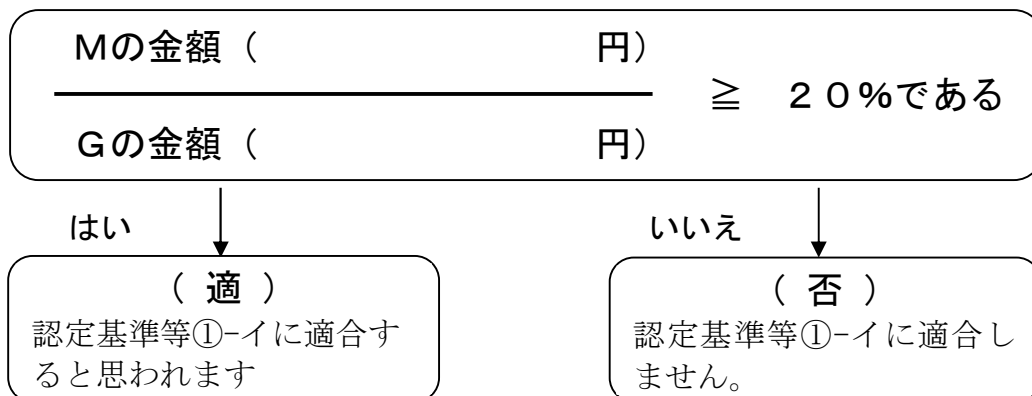 Ｍの金額（　　　　　　　　　円）
≧　２０％である
Ｇの金額（　　　　　　　　　円）
はい
いいえ
（ 適 ）
認定基準等①-イに適合す
ると思われます
（ 否 ）
認定基準等①-イに適合し
ません。